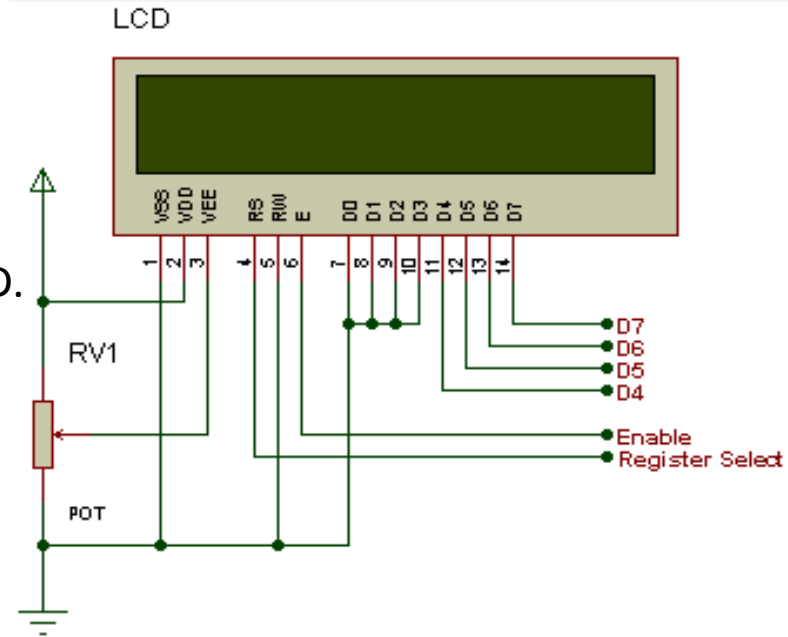 LCD
VSS VDD VEE RS RW E D0 D1 D2 D3 D4 D5 D6 D7
1 2 3 4 5 6 7 8 9 10 11 12 13 14
D.
RV1
D7
D6
D5
D4
Enable
Register Select
POT